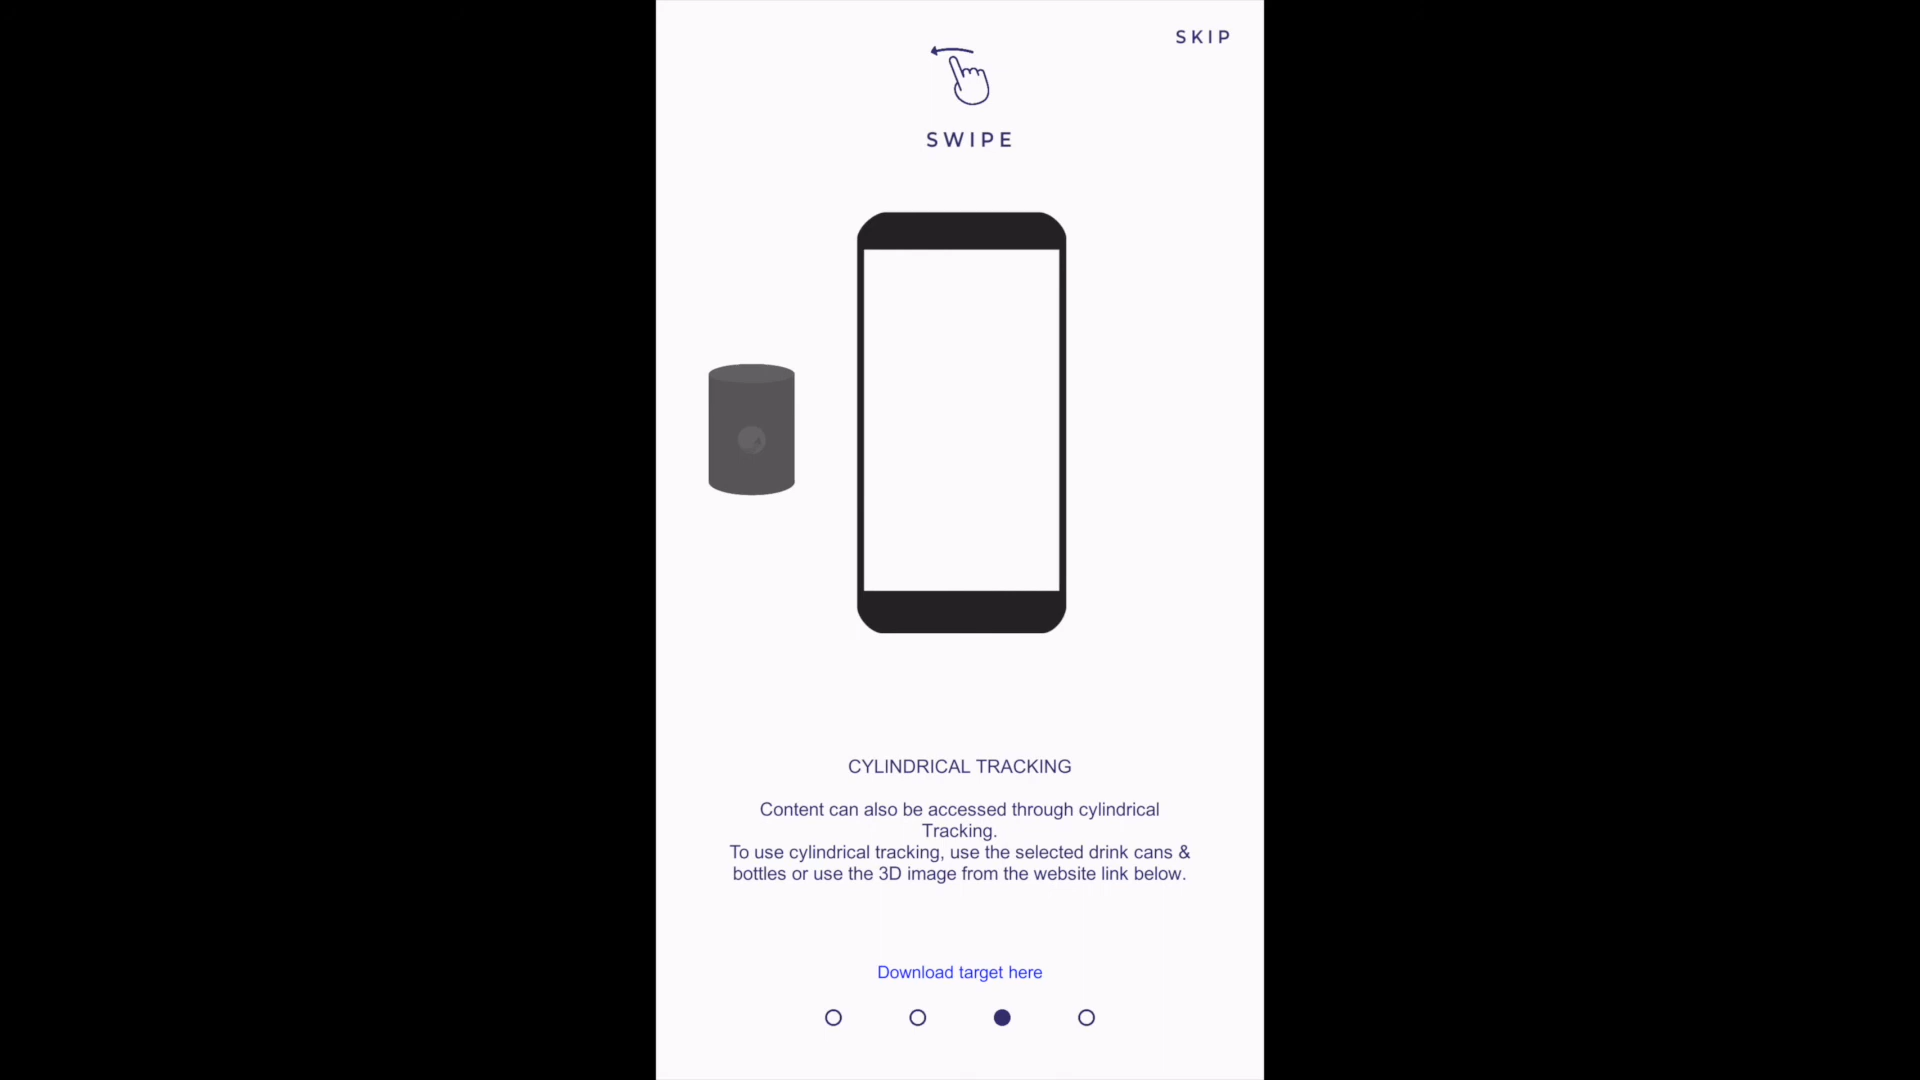 SKIP
SWIPE
CYLINDRICAL TRACKING
Content can also be accessed through cylindrical
Tracking.
To use cylindrical tracking, use the selected drink cans &
bottles or use the 3D image from the website link below.
Download target here